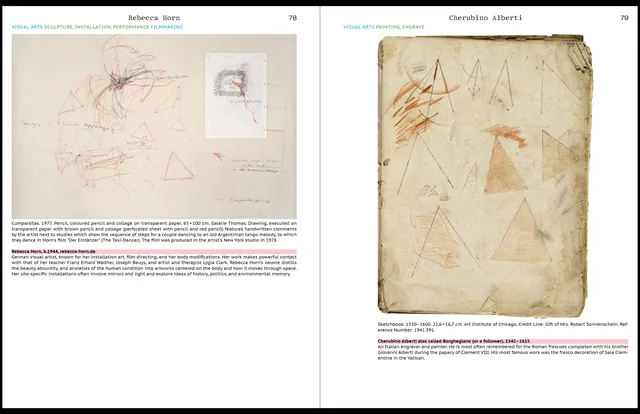 Rebecca Horn
78
VISUAL ARTS SCULPTURE, INSTALLATION, PERFORMANCE FILMMAKING
Cumparsitas. 1977. Pencil, coloured pencil and collage on transparent paper. 65×100 cm. Galerie Thomas. Drawing, executed on
transparent paper with brown pencil and collage (perforated sheet with pencil and red pencil) features handwritten comments
by the artist next to studies which show the sequence of steps for a couple dancing to an old Argentinian tango melody, to which
they dance in Horn's film "Der Eintänzer" (The Taxi-Dancer). The film was produced in the artist's New York studio in 1978.
Rebecca Horn, b.1944, rebecca-horn.de
German visual artist, known for her installation art, film directing, and her body modifications. Her work makes powerful contact
with that of her teacher Franz Erhard Walther, Joseph Beuys, and artist and therapist Lygia Clark. Rebecca Horn's oeuvre distills
the beauty, absurdity, and anxieties of the human condition into artworks centered on the body and how it moves through space.
Her site-specific installations often involve mirrors and light and explore ideas of history, politics, and environmental memory.
Cherubino Alberti
79
VISUAL ARTS PAINTING, ENGRAVE
Sketchbook. 1550–1600. 22,6×16,7 cm. Art Institute of Chicago. Credit Line: Gift of Mrs. Robert Sonnenschein. Ref-
erence Number: 1941.391.
Cherubino Alberti also called Borghegiano (or a follower), 1542–1615
An Italian engraver and painter. He is most often remembered for the Roman frescoes completed with his brother
Giovanni Alberti during the papacy of Clement VIII. His most famous work was the fresco decoration of Sala Clem-
entina in the Vatican.